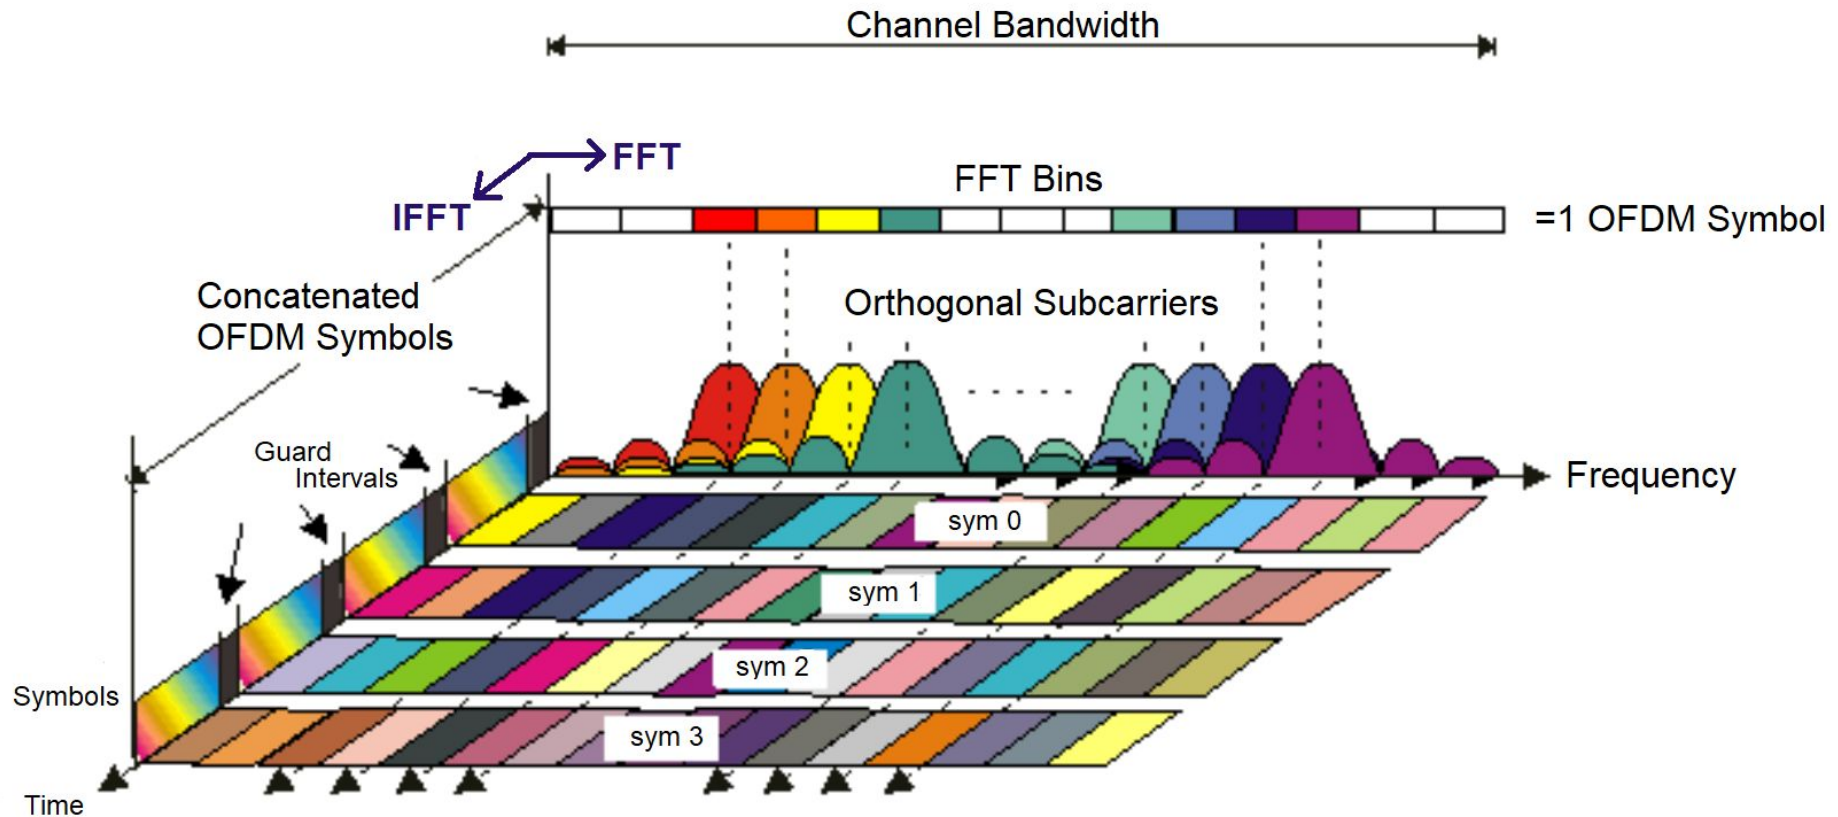 Channel Bandwidth
FFT
FFT Bins
IFFT
=1 OFDM Symbol
Concatenated
OFDM Symbols
Orthogonal Subcarriers
Guard
Intervals
Frequency
sym 0
sym 1
sym 2
Symbols
sym 3
Time